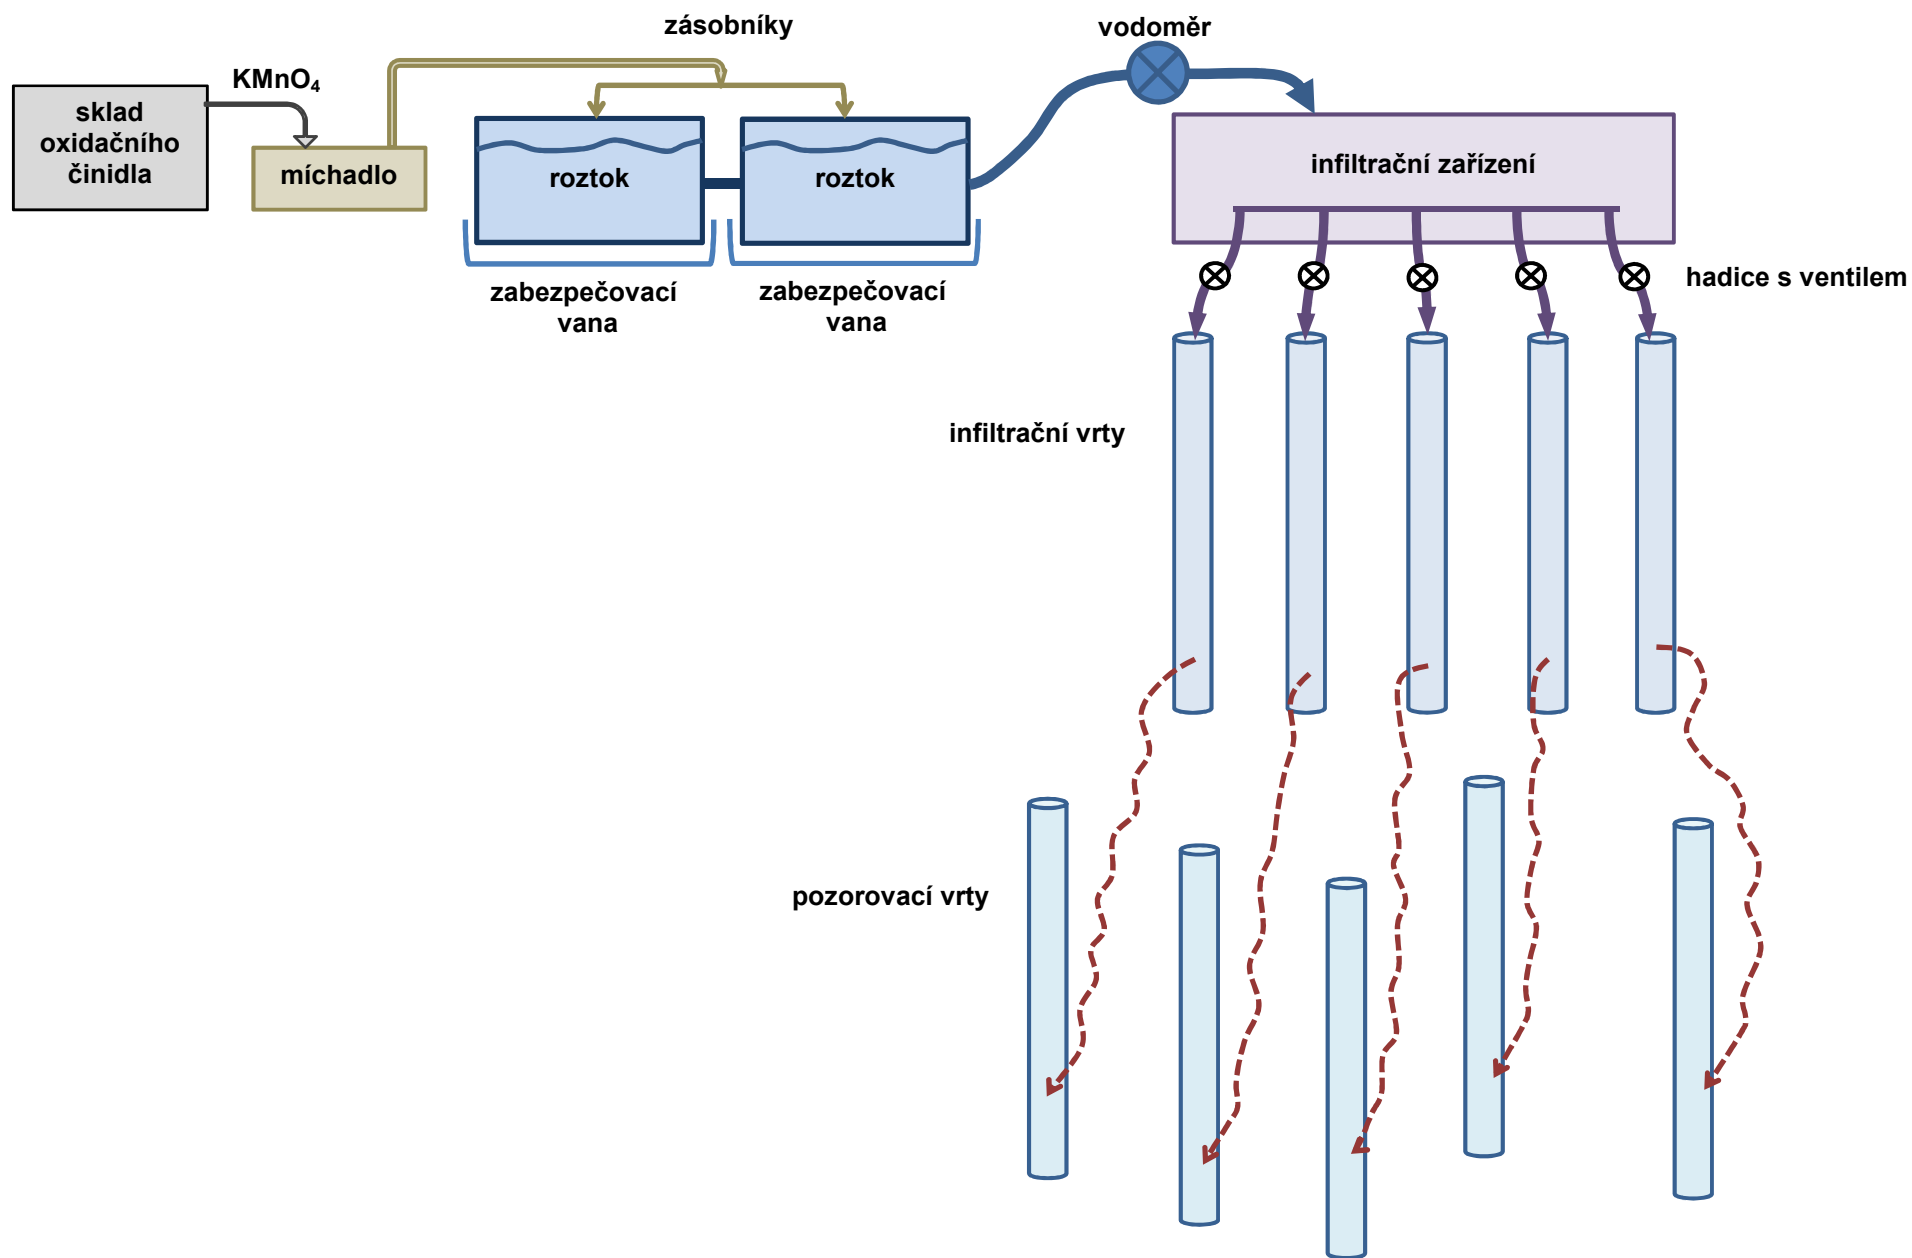 zásobníky
vodoměr
KMnO₄
sklad
oxidačního
činidla
míchadlo
roztok
roztok
infiltrační zařízení
zabezpečovací
vana
zabezpečovací
vana
hadice s ventilem
infiltrační vrty
pozorovací vrty